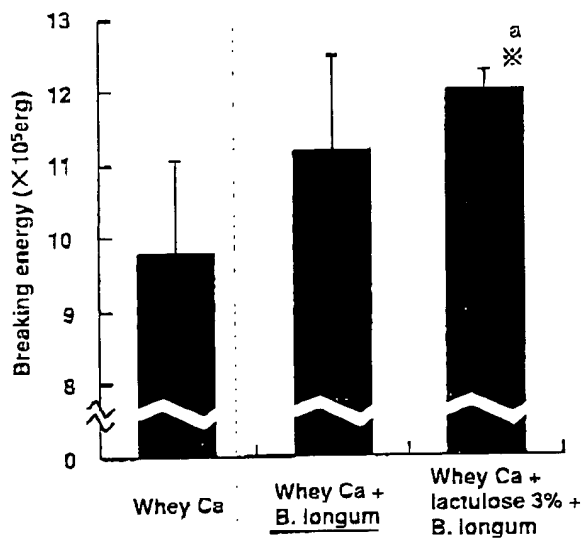 13
12
11
10
9
8
0
Breaking energy (×10⁵erg)
a
※
Whey Ca
Whey Ca +
B. longum
Whey Ca +
lactulose 3% +
B. longum